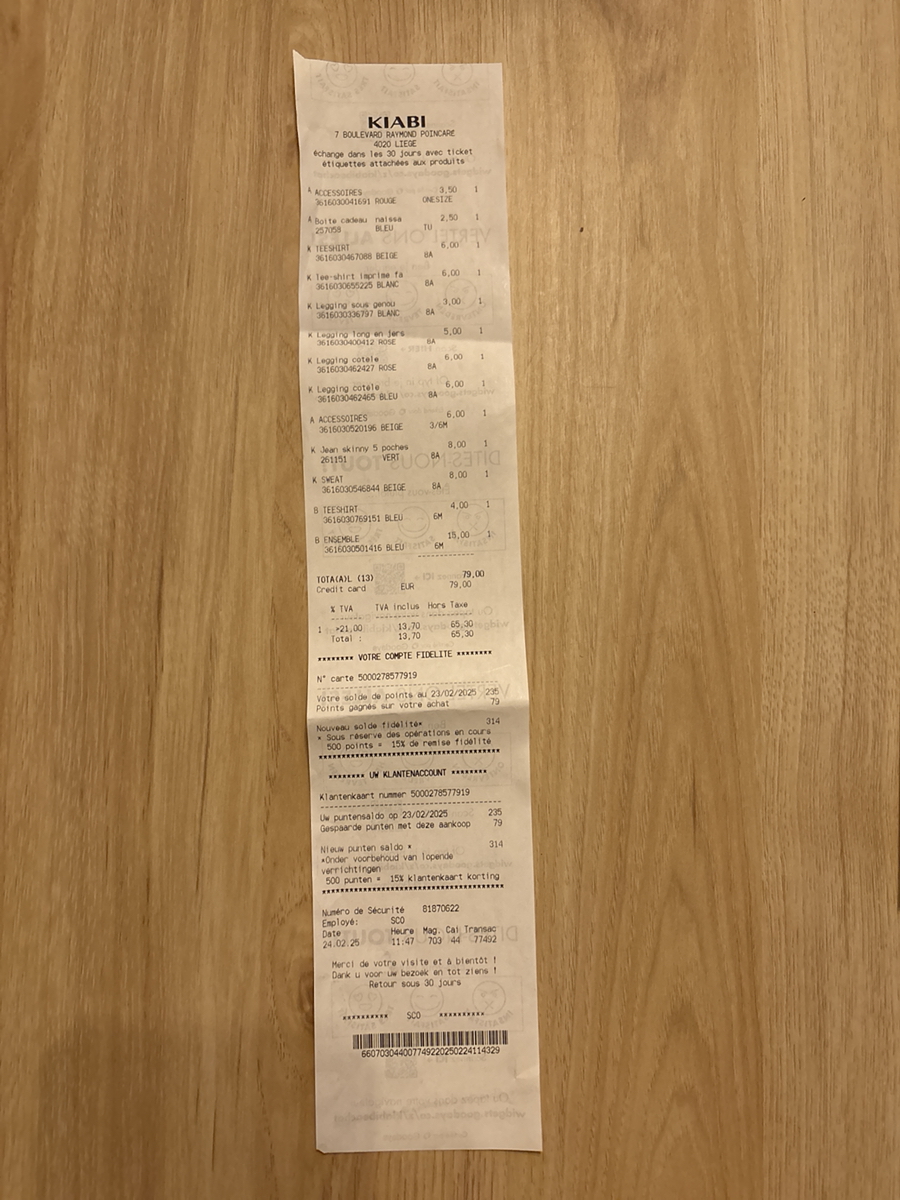 KIABI
7 BOULEVARD RAYMOND POINCARE
4020 LIEGE
échange dans les 30 jours avec ticket
étiquettes attachées aux produits
A ACCESSOIRES 3,50 1
3616030041691 ROUGE ONESIZE
A Boite cadeau naissa 2,50 1
257058 BLEU TU
K TEESHIRT 6,00 1
3616030467088 BEIGE 8A
K Tee-shirt imprime fa 6,00 1
3616030655225 BLANC 8A
K Legging sous genou 3,00 1
3616030336797 BLANC 8A
K Legging long en jers 5,00 1
3616030400412 ROSE 8A
K Legging cotele 6,00 1
3616030462427 ROSE 8A
K Legging cotele 6,00 1
3616030462465 BLEU 8A
A ACCESSOIRES 6,00 1
3616030520196 BEIGE 3/6M
K Jean skinny 5 poches 8,00 1
261151 VERT 8A
K SWEAT 8,00 1
3616030546844 BEIGE 8A
B TEESHIRT 4,00 1
3616030769151 BLEU 6M
B ENSEMBLE 15,00 1
3616030501416 BLEU 6M
------------
TOTA(A)L (13) 79,00
Credit card EUR 79,00
% TVA TVA inclus Hors Taxe
1 >21,00 13,70 65,30
Total : 13,70 65,30
******** VOTRE COMPTE FIDELITE ********
N° carte 5000278577919
Votre solde de points au 23/02/2025 235
Points gagnés sur votre achat 79
Nouveau solde fidélité* 314
* Sous réserve des opérations en cours
500 points = 15% de remise fidélité
******** UW KLANTENACCOUNT ********
Klantenkaart nummer 5000278577919
Uw puntensaldo op 23/02/2025 235
Gespaarde punten met deze aankoop 79
Nieuw punten saldo * 314
*Onder voorbehoud van lopende
verrichtingen
500 punten = 15% klantenkaart korting
Numéro de Sécurité 81870622
Employé: SCO
Date Heure Mag. Cai Transac
24.02.25 11:47 703 44 77492
Merci de votre visite et à bientôt !
Dank u voor uw bezoek en tot ziens !
Retour sous 30 jours
********** SCO **********
6607030440077492202502241143​29